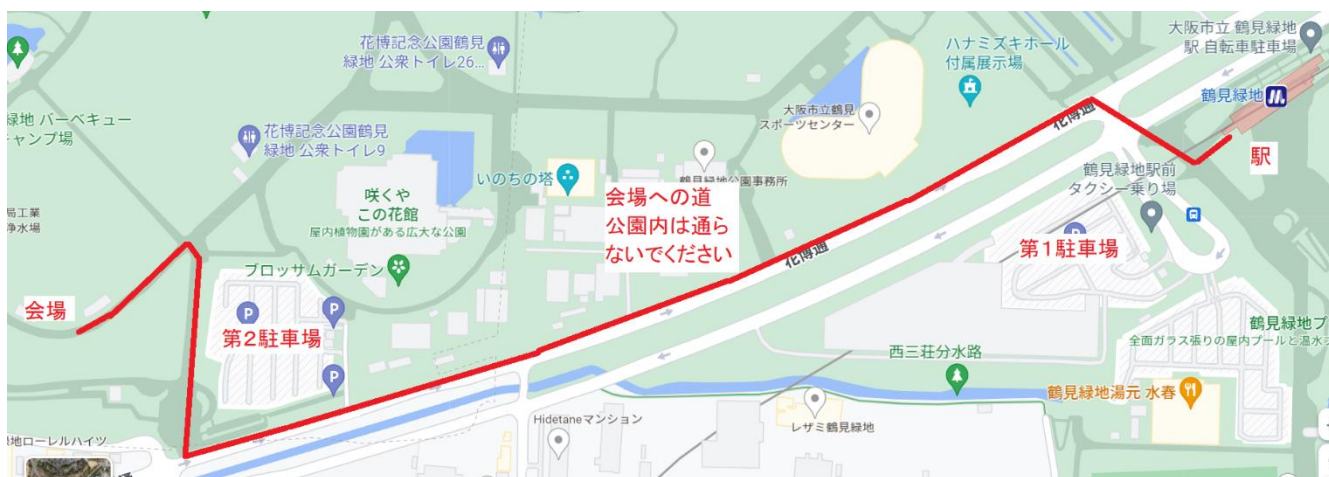 花博記念公園鶴見
緑地 公衆トイレ26...
緑地 バーベキュー
キャンプ場
花博記念公園鶴見
緑地 公衆トイレ9
咲くや
この花館
屋内植物園がある広大な公園
いのちの塔
鶴見緑地公園事務所
大阪市立鶴見
スポーツセンター
ハナミズキホール
付属展示場
大阪市立 鶴見緑地
駅 自転車駐車場
鶴見緑地
駅
花博通
会場への道
公園内は通ら
ないでください
鶴見緑地駅前
タクシー乗り場
第1駐車場
花博通
局工業
浄水場
ブロッサムガーデン
会場
第2駐車場
P
P
P
P
鶴見緑地プ
全面ガラス張りの屋内プールと温水プ
西三荘分水路
鶴見緑地湯元 水春
Hidetaneマンション
レザミ鶴見緑地
緑地ローレルハイツ